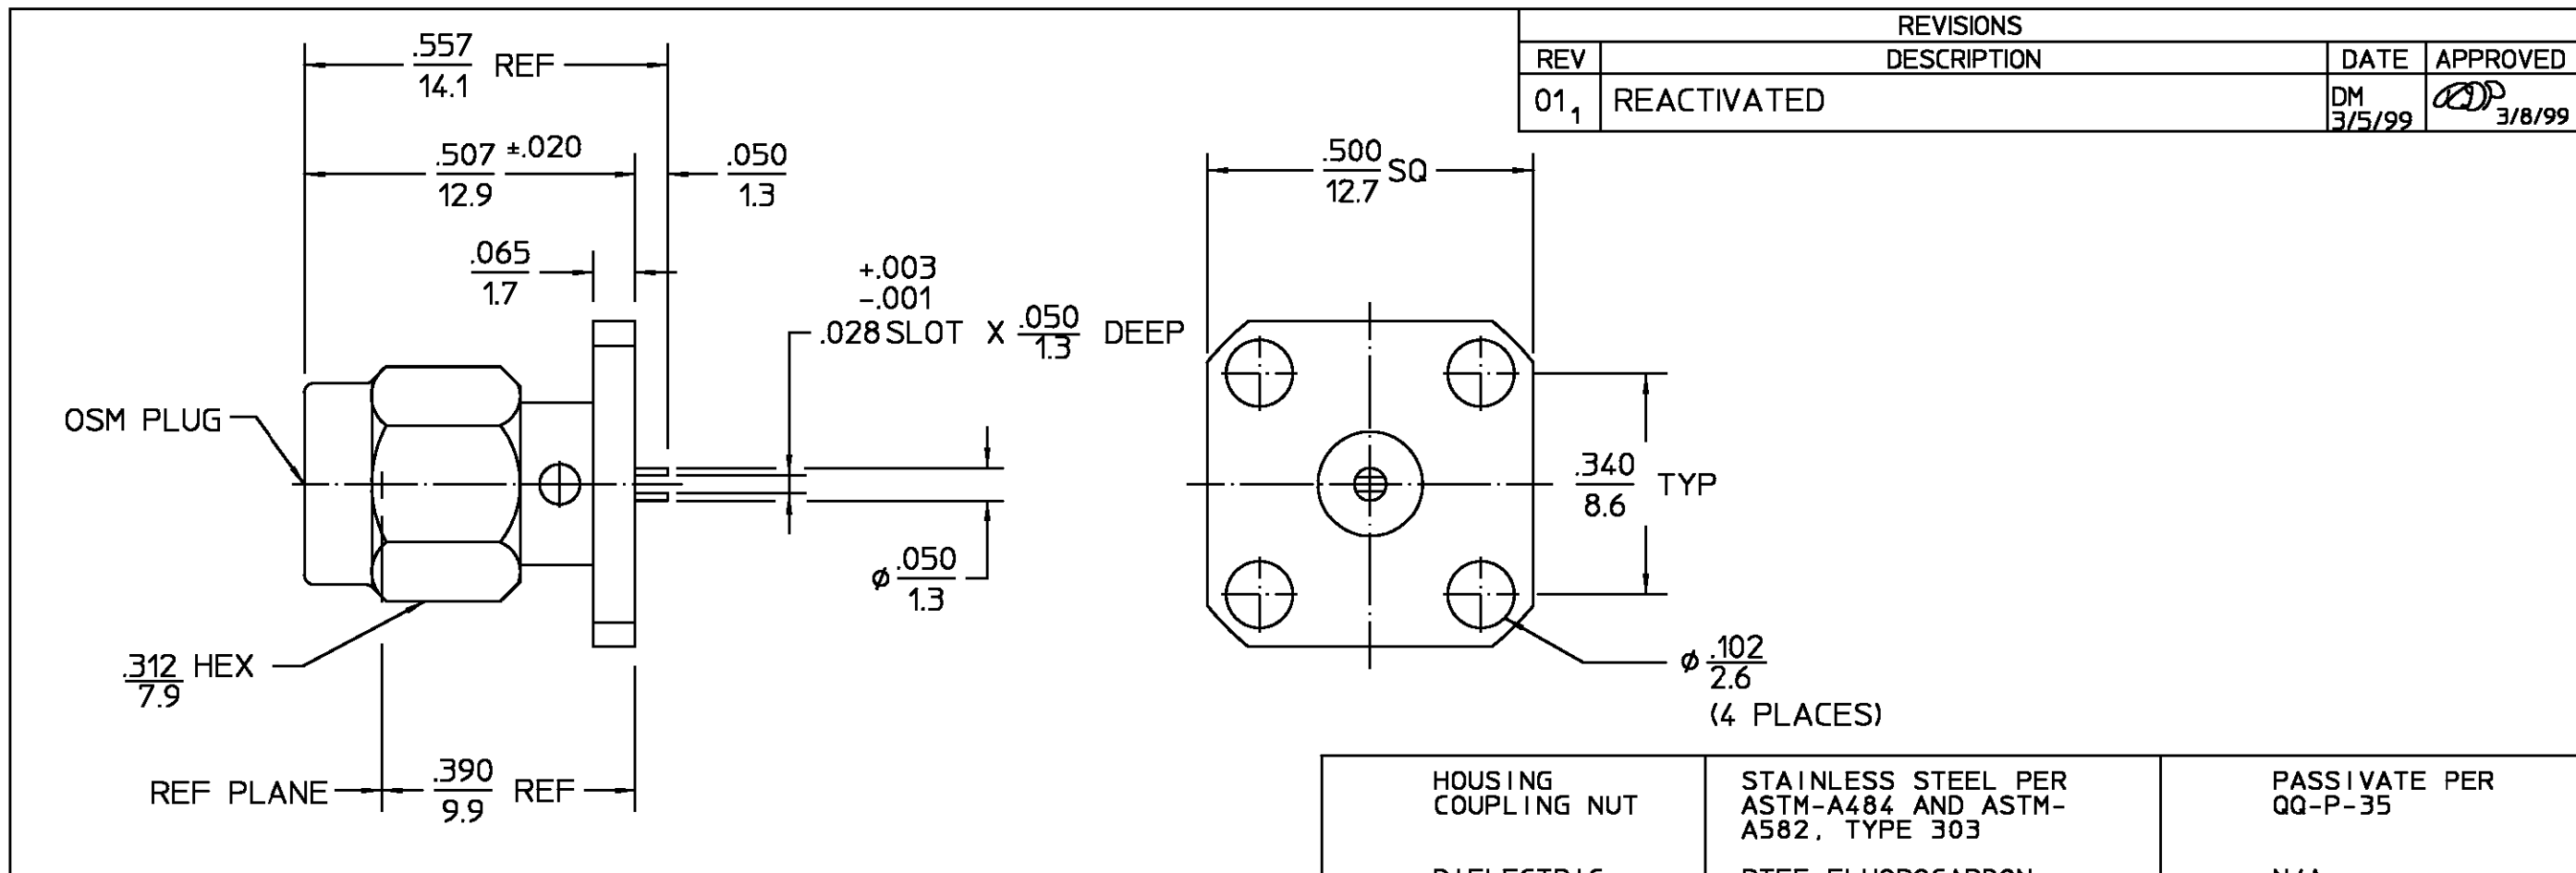 REVISIONS
REV DESCRIPTION DATE APPROVED
01₁ REACTIVATED DM 3/5/99 3/8/99
.557 REF
14.1
.507 ±.020
12.9
.050
1.3
.065
1.7
+.003
-.001
.028 SLOT X .050 DEEP
1.3
OSM PLUG
.312 HEX
7.9
ø .050
1.3
REF PLANE
.390 REF
9.9
.500 SQ
12.7
.340 TYP
8.6
ø .102
2.6
(4 PLACES)
HOUSING
COUPLING NUT
STAINLESS STEEL PER
ASTM-A484 AND ASTM-
A582, TYPE 303
PASSIVATE PER
QQ-P-35
DIELECTRIC
PTFE FLUOROCARBON
N/A